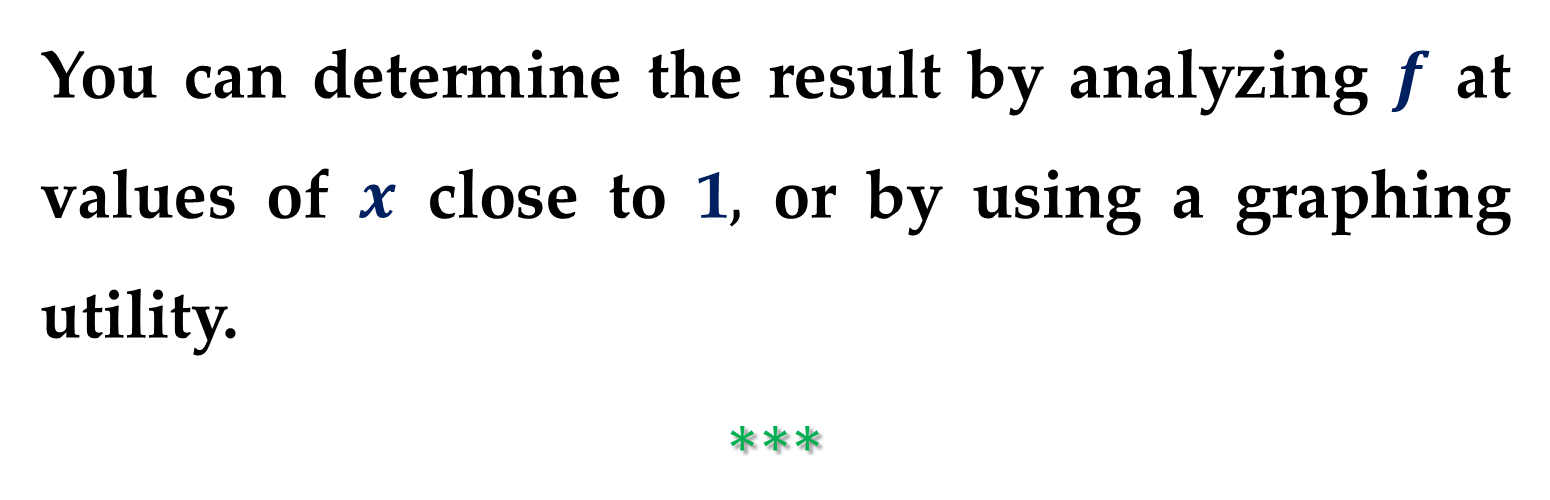 You can determine the result by analyzing f at
values of x close to 1, or by using a graphing
utility.
***